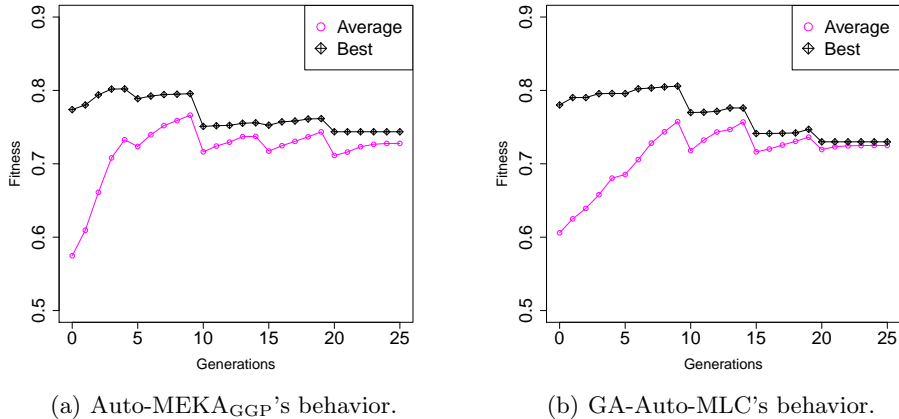 0.9
0.8
0.7
0.6
0.5
Fitness
0 5 10 15 20 25
Generations
Average
Best
(a) Auto-MEKAGGP's behavior.
0.9
0.8
0.7
0.6
0.5
Fitness
0 5 10 15 20 25
Generations
Average
Best
(b) GA-Auto-MLC's behavior.